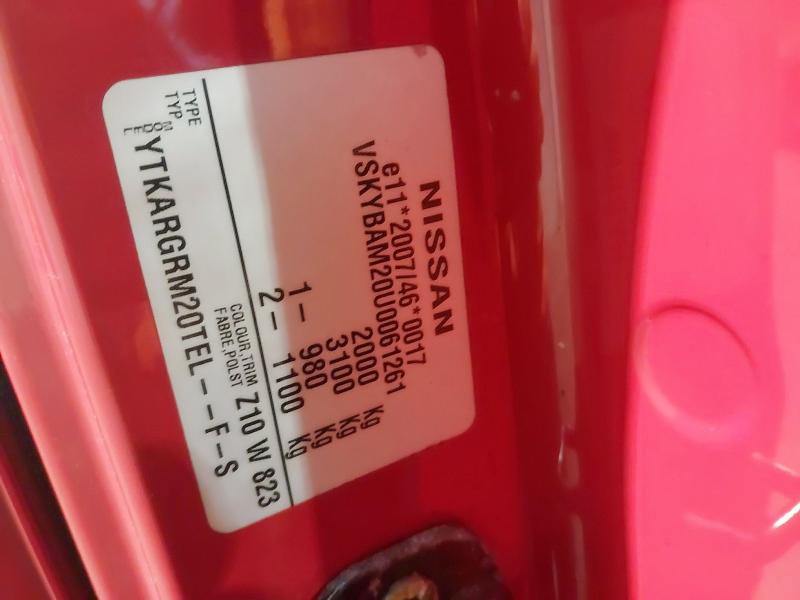 NISSAN
e11*2007/46*0017
VSKYBAM20U0061261
2000 Kg
3100 Kg
1- 980 Kg
2- 1100 Kg
TYPE
TYP
COLOUR,TRIM
FABRE,POLST
Z10 W 823
MODEL
YTKARGRM20TEL--F-S